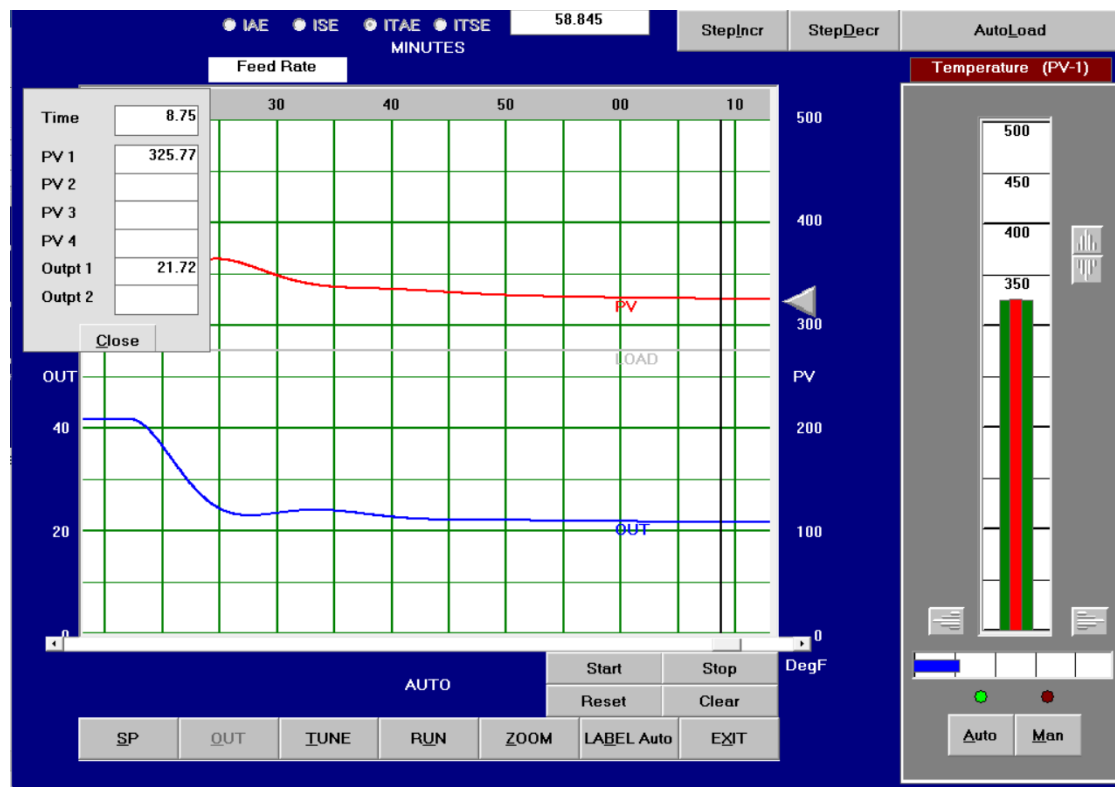 IAE ISE ITAE ITSE 58.845 StepIncr StepDecr AutoLoad
MINUTES
Feed Rate Temperature (PV-1)
30 40 50 00 10
Time 8.75
PV 1 325.77
PV 2
PV 3
PV 4
Outpt 1 21.72
Outpt 2
Close
500
400
300
PV
200
100
0
DegF
OUT
40
20
0
PV
LOAD
OUT
500
450
400
350
AUTO
Start Stop
Reset Clear
SP OUT TUNE RUN ZOOM LABEL Auto EXIT
Auto Man